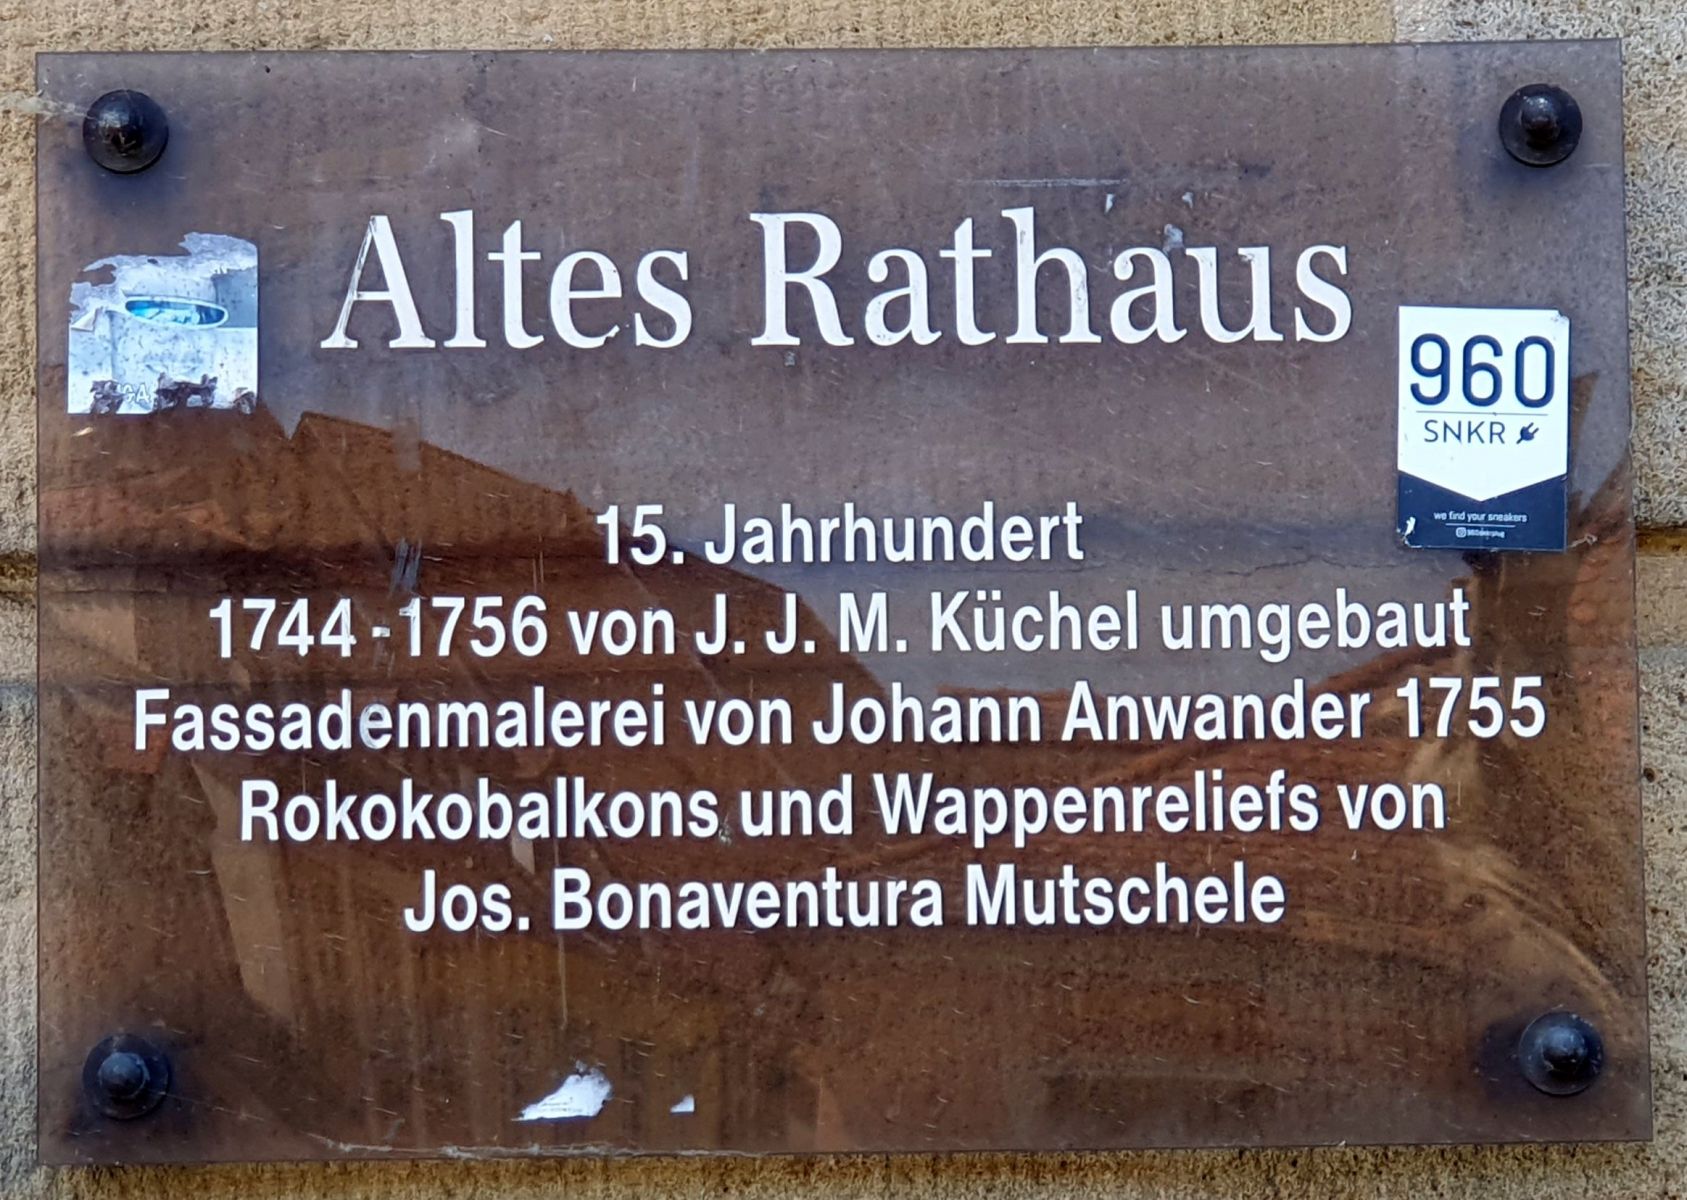 Altes Rathaus
960
SNKR
we find your sneakers
15. Jahrhundert
1744 - 1756 von J. J. M. Küchel umgebaut
Fassadenmalerei von Johann Anwander 1755
Rokokobalkons und Wappenreliefs von
Jos. Bonaventura Mutschele